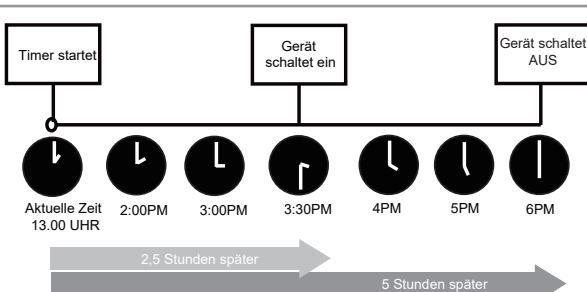 Timer startet
Gerät
schaltet ein
Gerät schaltet
AUS
Aktuelle Zeit
13.00 UHR
2:00PM
3:00PM
3:30PM
4PM
5PM
6PM
2,5 Stunden später
5 Stunden später